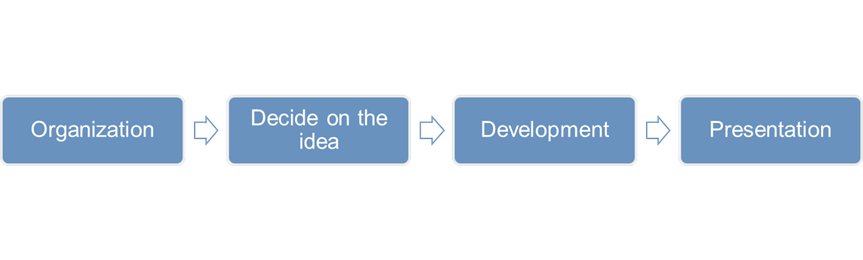 Organization
Decide on the
idea
Development
Presentation